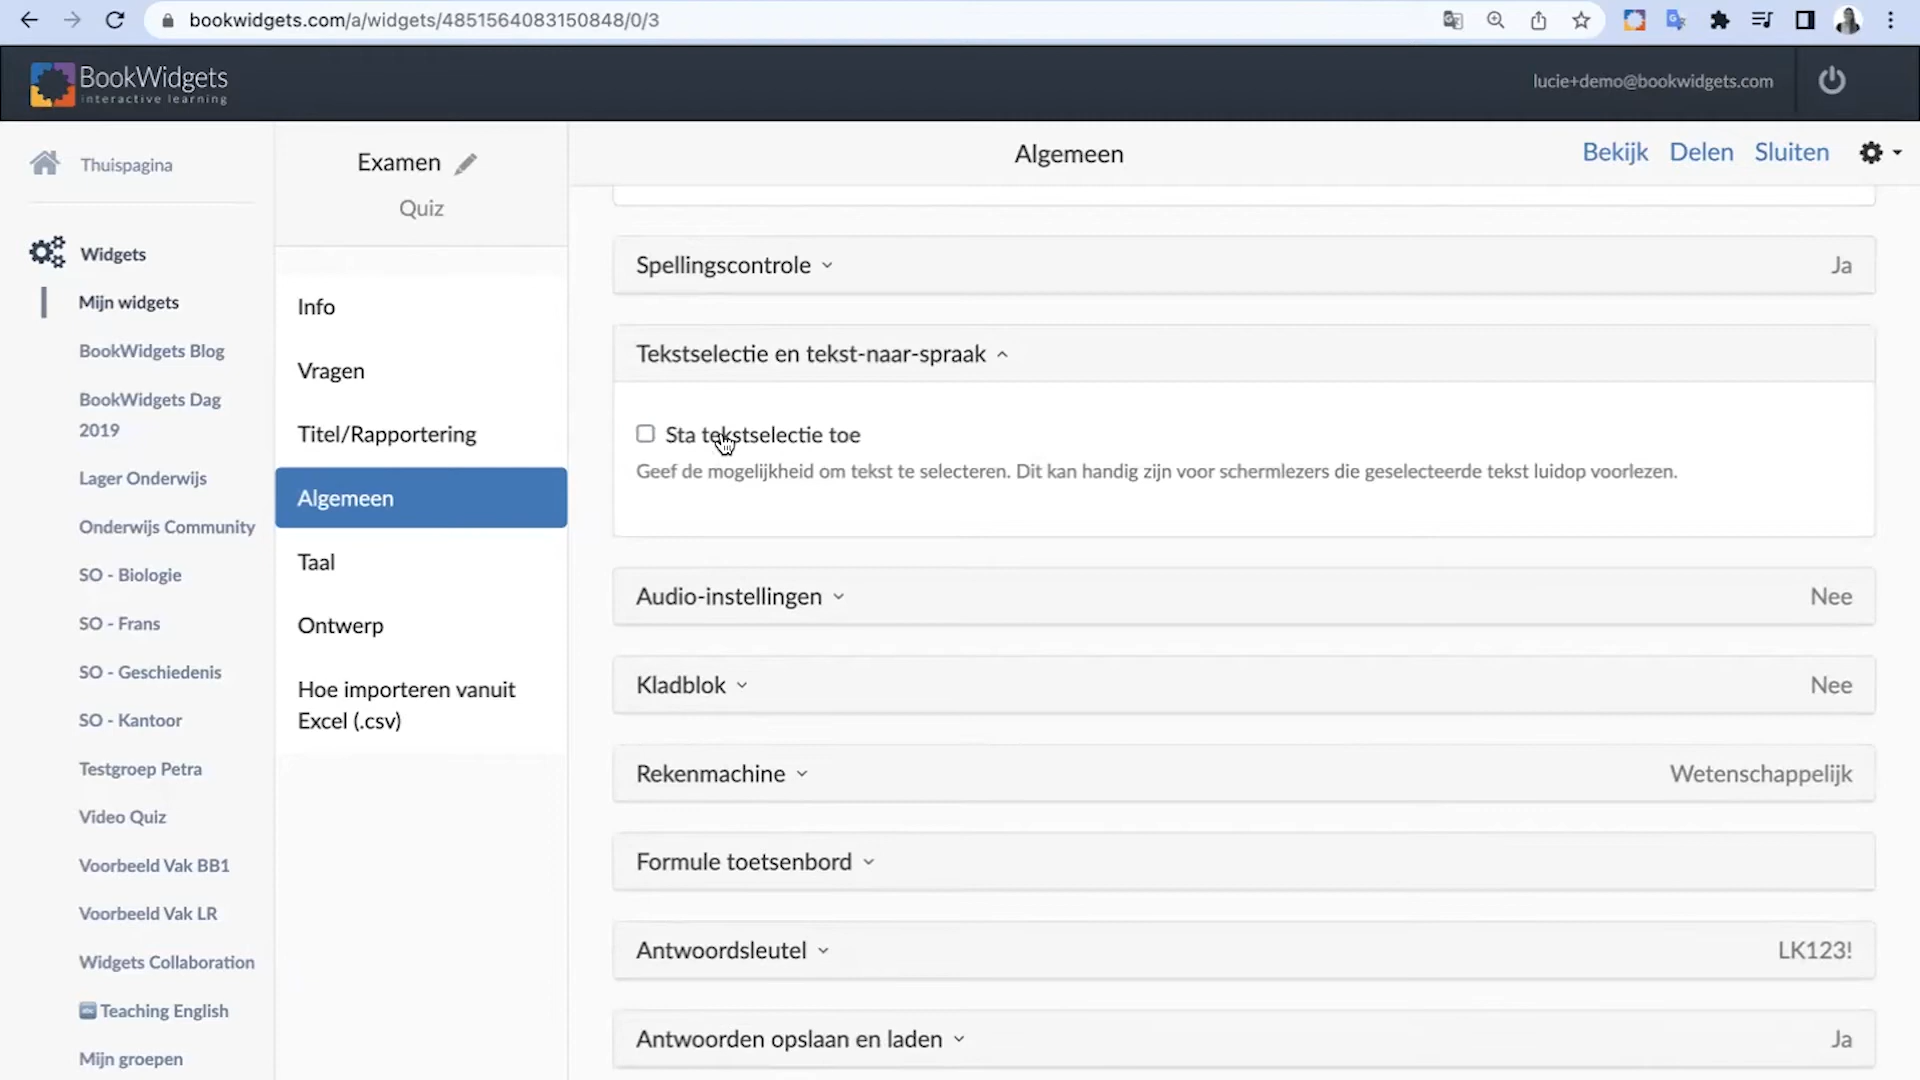 bookwidgets.com/a/widgets/4851564083150848/0/3
BookWidgets
interactive learning
lucie+demo@bookwidgets.com
Thuispagina
Widgets
Mijn widgets
BookWidgets Blog
BookWidgets Dag
2019
Lager Onderwijs
Onderwijs Community
SO - Biologie
SO - Frans
SO - Geschiedenis
SO - Kantoor
Testgroep Petra
Video Quiz
Voorbeeld Vak BB1
Voorbeeld Vak LR
Widgets Collaboration
abc Teaching English
Mijn groepen
Examen
Quiz
Info
Vragen
Titel/Rapportering
Algemeen
Taal
Ontwerp
Hoe importeren vanuit
Excel (.csv)
Algemeen
Bekijk Delen Sluiten
Spellingscontrole Ja
Tekstselectie en tekst-naar-spraak
Sta tekstselectie toe
Geef de mogelijkheid om tekst te selecteren. Dit kan handig zijn voor schermlezers die geselecteerde tekst luidop voorlezen.
Audio-instellingen Nee
Kladblok Nee
Rekenmachine Wetenschappelijk
Formule toetsenbord
Antwoordsleutel LK123!
Antwoorden opslaan en laden Ja